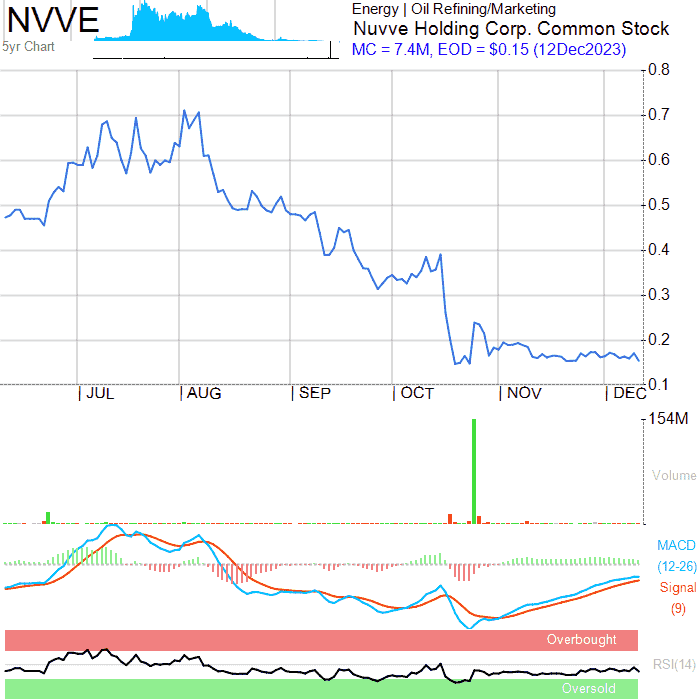 NVVE
5yr Chart
Energy | Oil Refining/Marketing
Nuvve Holding Corp. Common Stock
MC = 7.4M, EOD = $0.15 (12Dec2023)
0.8
0.7
0.6
0.5
0.4
0.3
0.2
0.1
| JUL | AUG | SEP | OCT | NOV | DEC
154M
Volume
MACD
(12-26)
Signal
(9)
Overbought
RSI(14)
Oversold